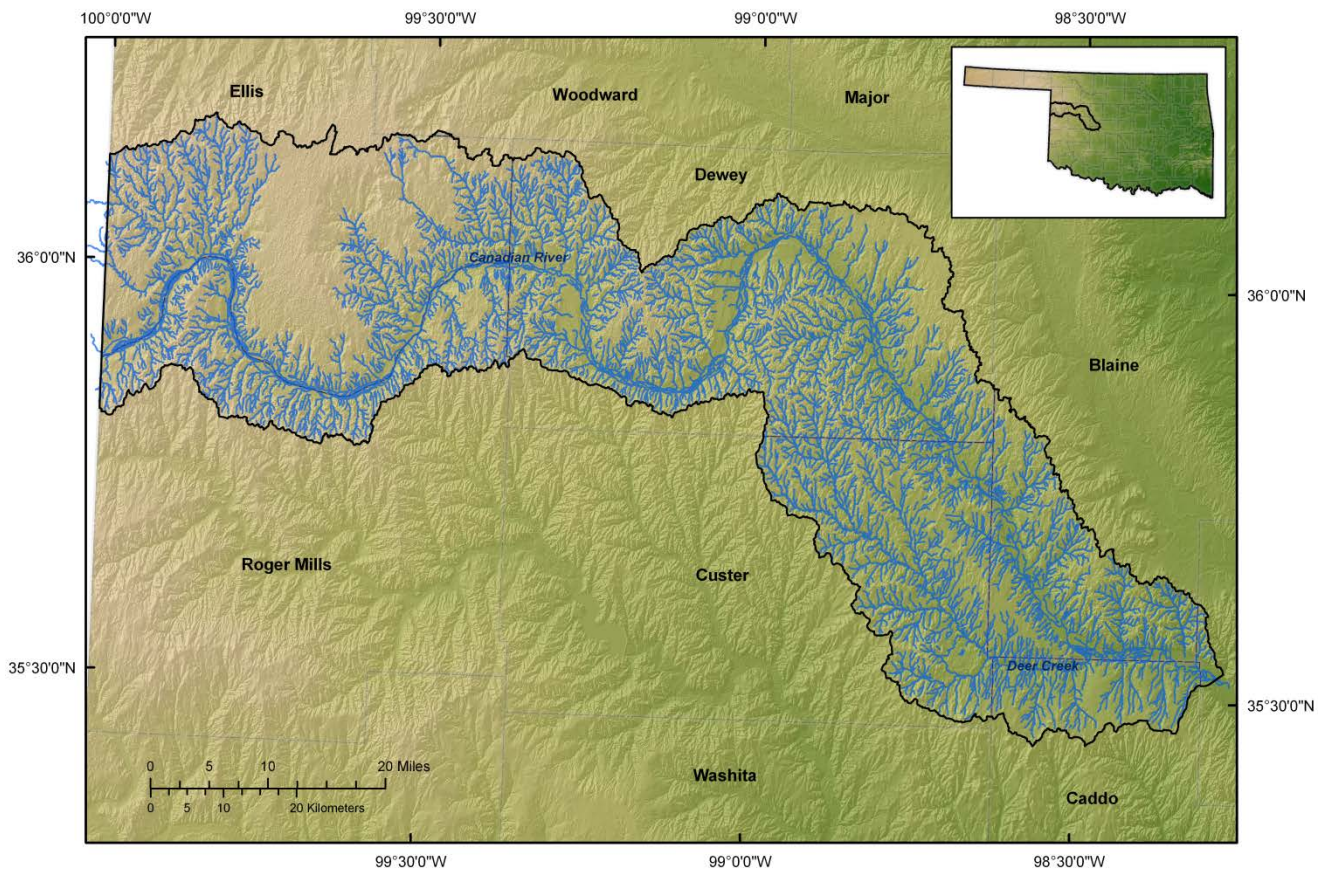 100°0'0"W 99°30'0"W 99°0'0"W 98°30'0"W
Ellis
Woodward
Major
Dewey
36°0'0"N
Canadian River
36°0'0"N
Blaine
Roger Mills
Custer
35°30'0"N
Deer Creek
35°30'0"N
0 5 10 20 Miles
0 5 10 20 Kilometers
Washita
Caddo
99°30'0"W 99°0'0"W 98°30'0"W